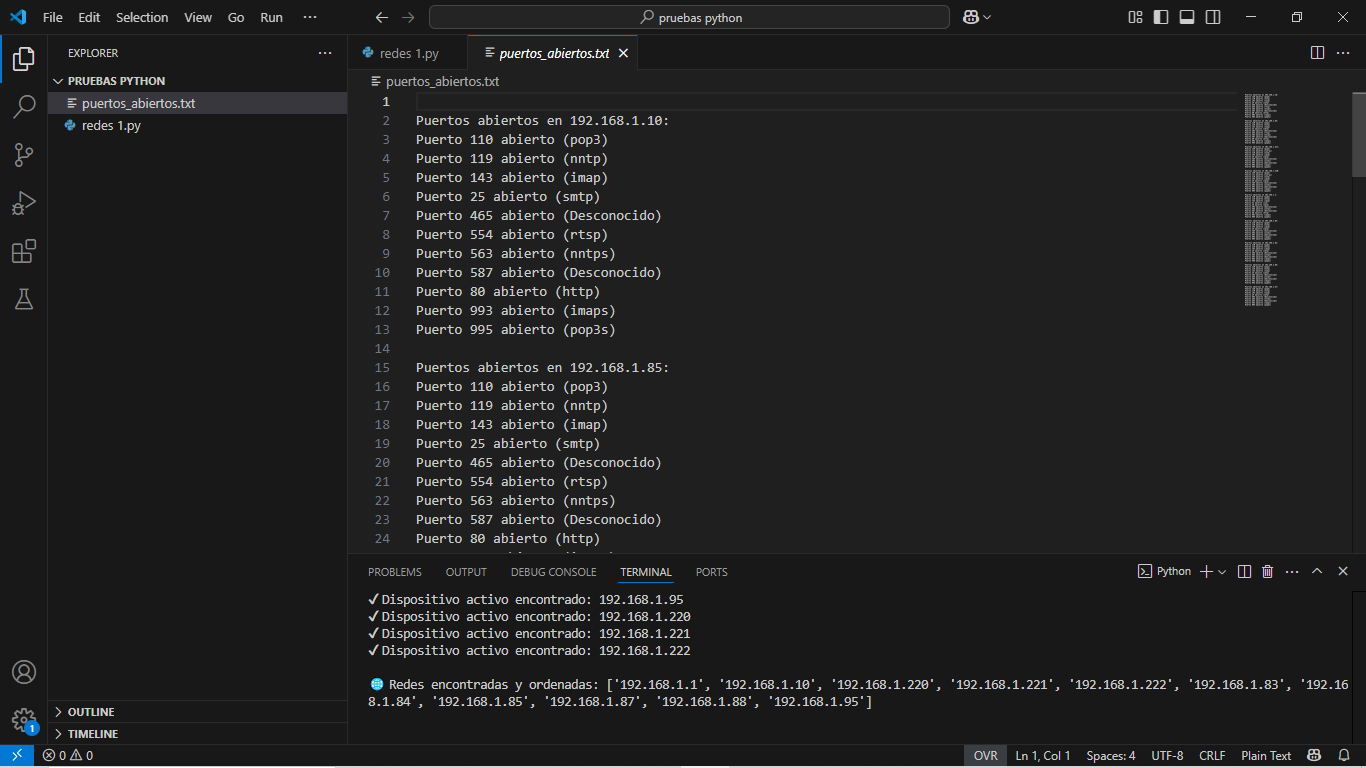 File Edit Selection View Go Run ···
pruebas python
EXPLORER ···
PRUEBAS PYTHON
puertos_abiertos.txt
redes 1.py
redes 1.py
puertos_abiertos.txt
puertos_abiertos.txt
1
2 Puertos abiertos en 192.168.1.10:
3 Puerto 110 abierto (pop3)
4 Puerto 119 abierto (nntp)
5 Puerto 143 abierto (imap)
6 Puerto 25 abierto (smtp)
7 Puerto 465 abierto (Desconocido)
8 Puerto 554 abierto (rtsp)
9 Puerto 563 abierto (nntps)
10 Puerto 587 abierto (Desconocido)
11 Puerto 80 abierto (http)
12 Puerto 993 abierto (imaps)
13 Puerto 995 abierto (pop3s)
14
15 Puertos abiertos en 192.168.1.85:
16 Puerto 110 abierto (pop3)
17 Puerto 119 abierto (nntp)
18 Puerto 143 abierto (imap)
19 Puerto 25 abierto (smtp)
20 Puerto 465 abierto (Desconocido)
21 Puerto 554 abierto (rtsp)
22 Puerto 563 abierto (nntps)
23 Puerto 587 abierto (Desconocido)
24 Puerto 80 abierto (http)
PROBLEMS OUTPUT DEBUG CONSOLE TERMINAL PORTS
Python
✔Dispositivo activo encontrado: 192.168.1.95
✔Dispositivo activo encontrado: 192.168.1.220
✔Dispositivo activo encontrado: 192.168.1.221
✔Dispositivo activo encontrado: 192.168.1.222
🌐 Redes encontradas y ordenadas: ['192.168.1.1', '192.168.1.10', '192.168.1.220', '192.168.1.221', '192.168.1.222', '192.168.1.83', '192.16
8.1.84', '192.168.1.85', '192.168.1.87', '192.168.1.88', '192.168.1.95']
OUTLINE
TIMELINE
1
0 0
OVR Ln 1, Col 1 Spaces: 4 UTF-8 CRLF Plain Text